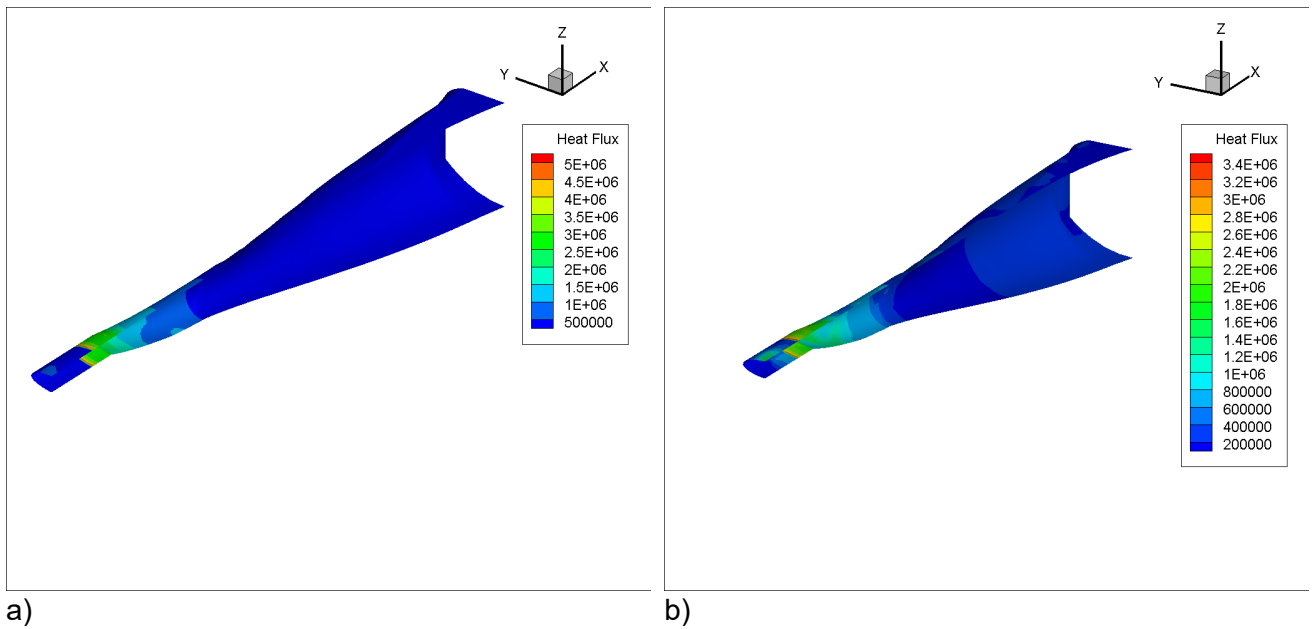 Z
Y
X
Heat Flux
5E+06
4.5E+06
4E+06
3.5E+06
3E+06
2.5E+06
2E+06
1.5E+06
1E+06
500000
a)
Z
Y
X
Heat Flux
3.4E+06
3.2E+06
3E+06
2.8E+06
2.6E+06
2.4E+06
2.2E+06
2E+06
1.8E+06
1.6E+06
1.4E+06
1.2E+06
1E+06
800000
600000
400000
200000
b)